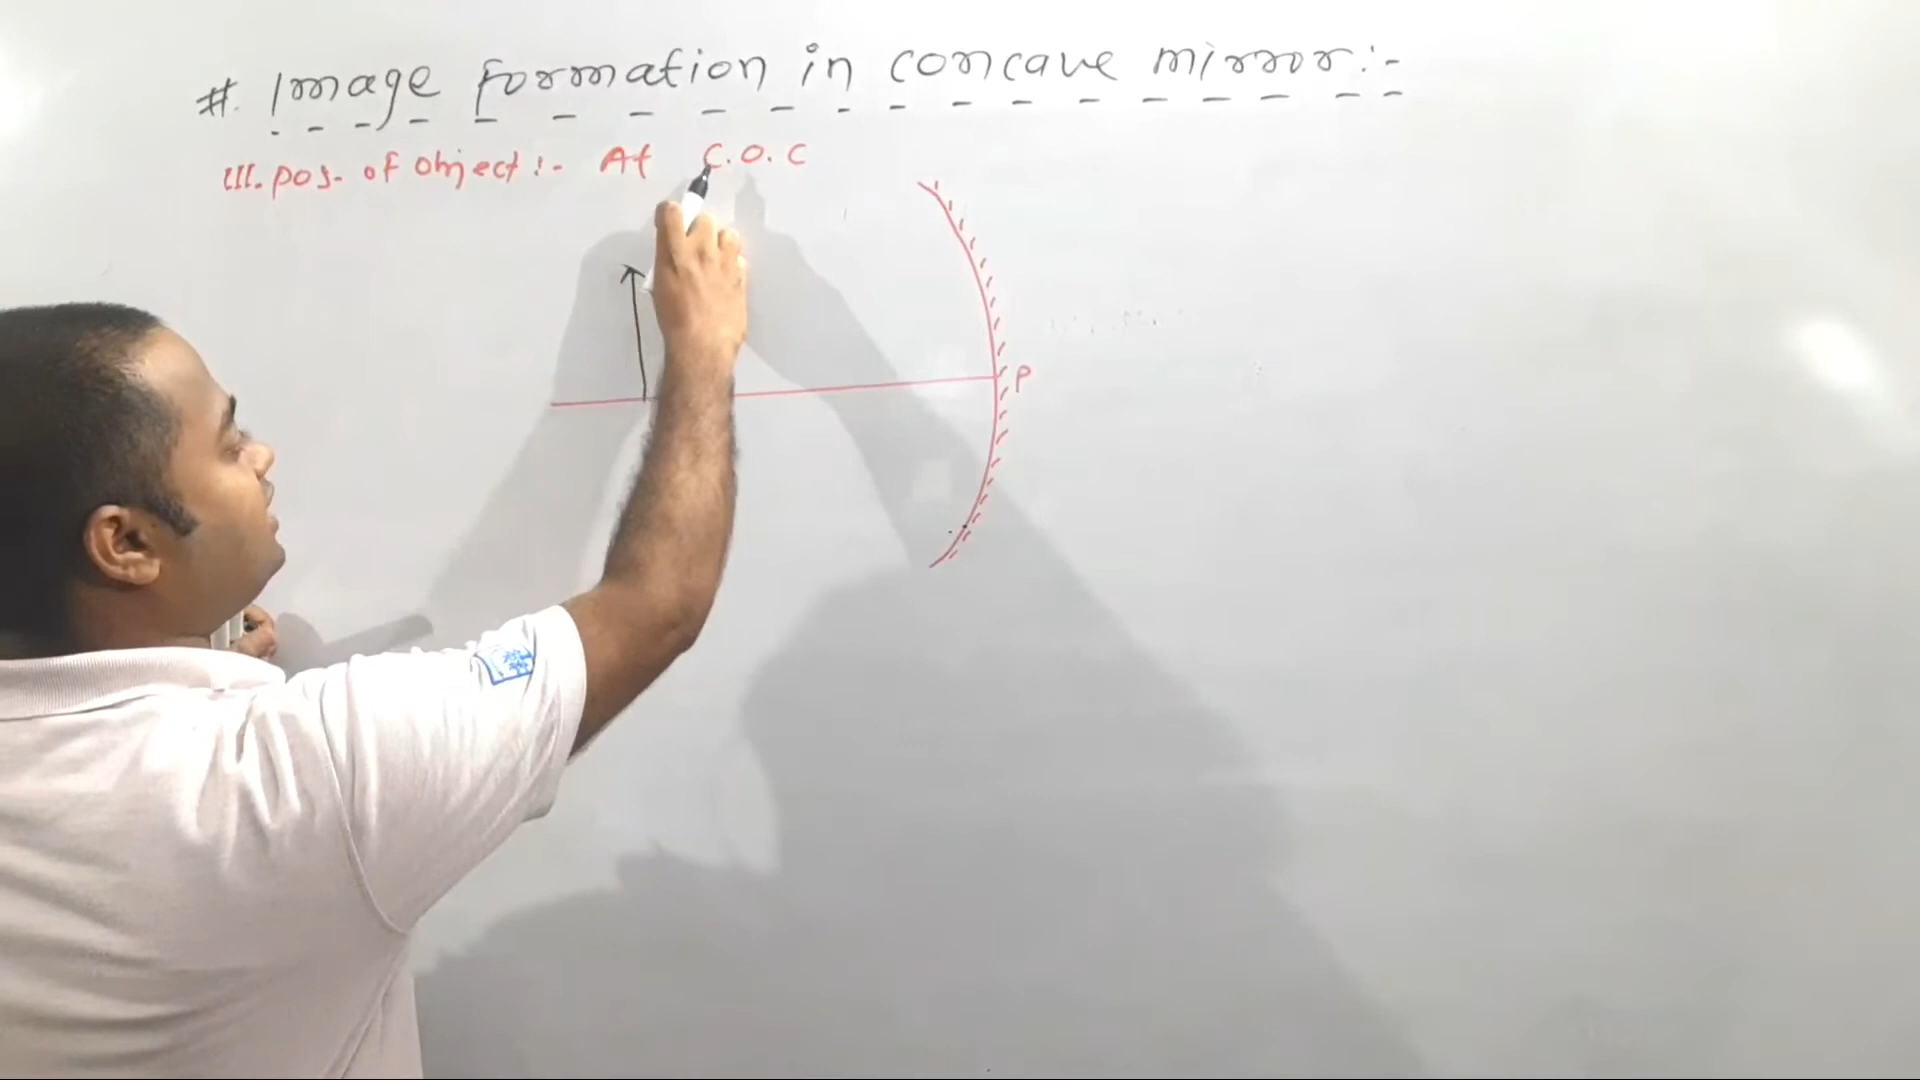 #. Image formation in concave mirror:-
III. pos. of object:- At C.O.C
P